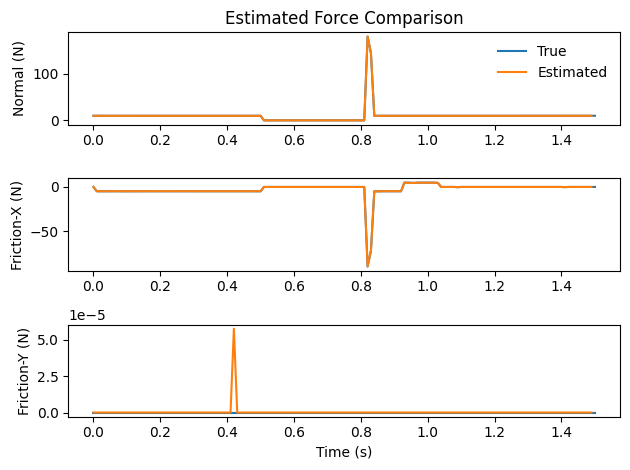 Estimated Force Comparison
Normal (N)
100
0
True
Estimated
0.0 0.2 0.4 0.6 0.8 1.0 1.2 1.4
Friction-X (N)
0
−50
0.0 0.2 0.4 0.6 0.8 1.0 1.2 1.4
1e−5
Friction-Y (N)
5.0
2.5
0.0
0.0 0.2 0.4 0.6 0.8 1.0 1.2 1.4
Time (s)